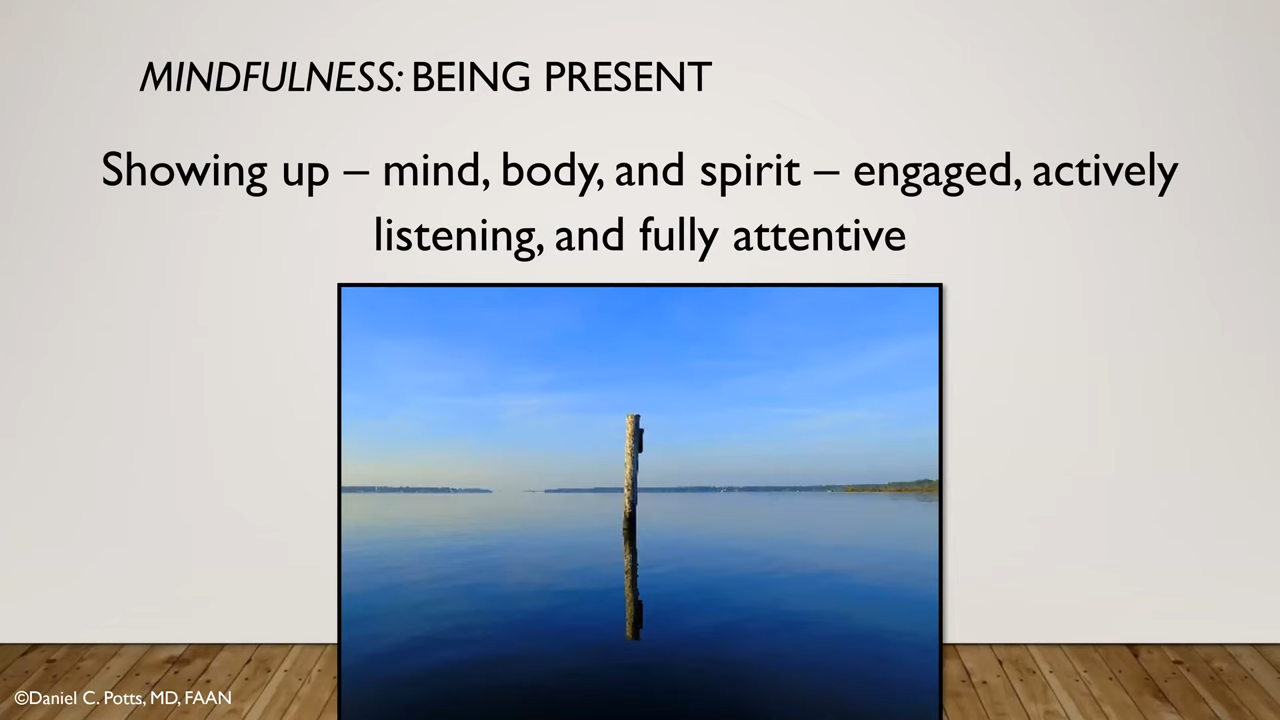 MINDFULNESS: BEING PRESENT
Showing up – mind, body, and spirit – engaged, actively
listening, and fully attentive
©Daniel C. Potts, MD, FAAN